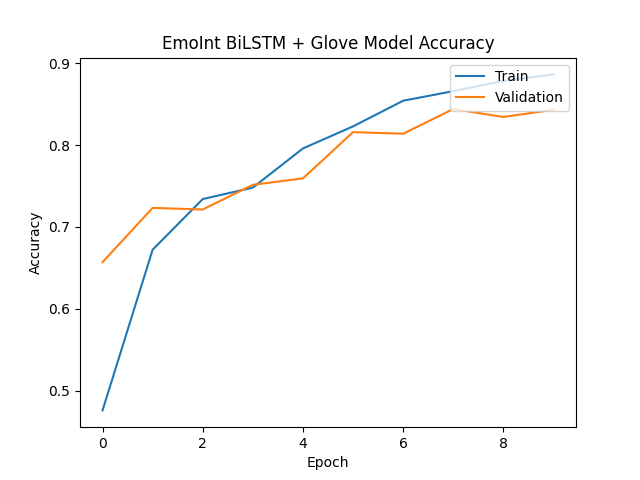 EmoInt BiLSTM + Glove Model Accuracy
0.9
0.8
0.7
0.6
0.5
Accuracy
Train
Validation
0 2 4 6 8
Epoch